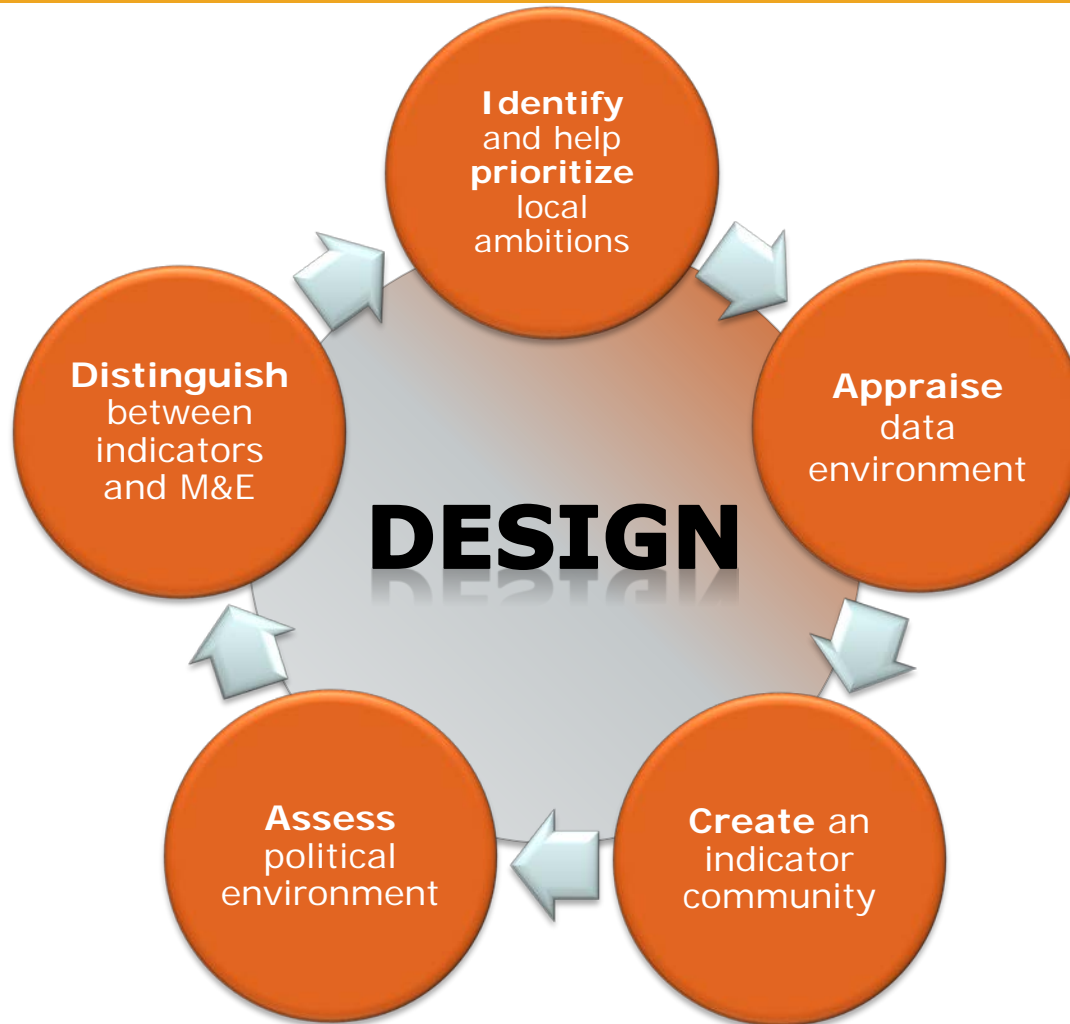 Identify
and help
prioritize
local
ambitions
Appraise
data
environment
Create an
indicator
community
Assess
political
environment
Distinguish
between
indicators
and M&E
DESIGN